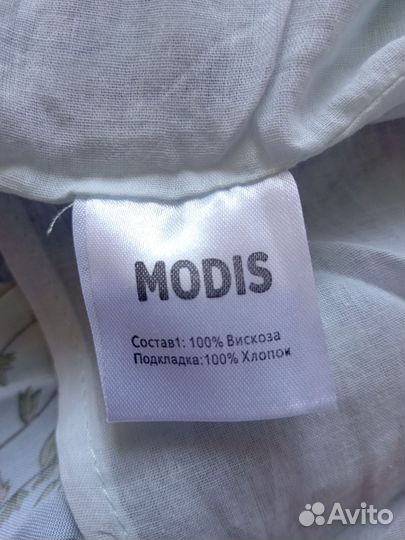 MODIS
Состав1: 100% Вискоза
Подкладка:100% Хлопок
Avito